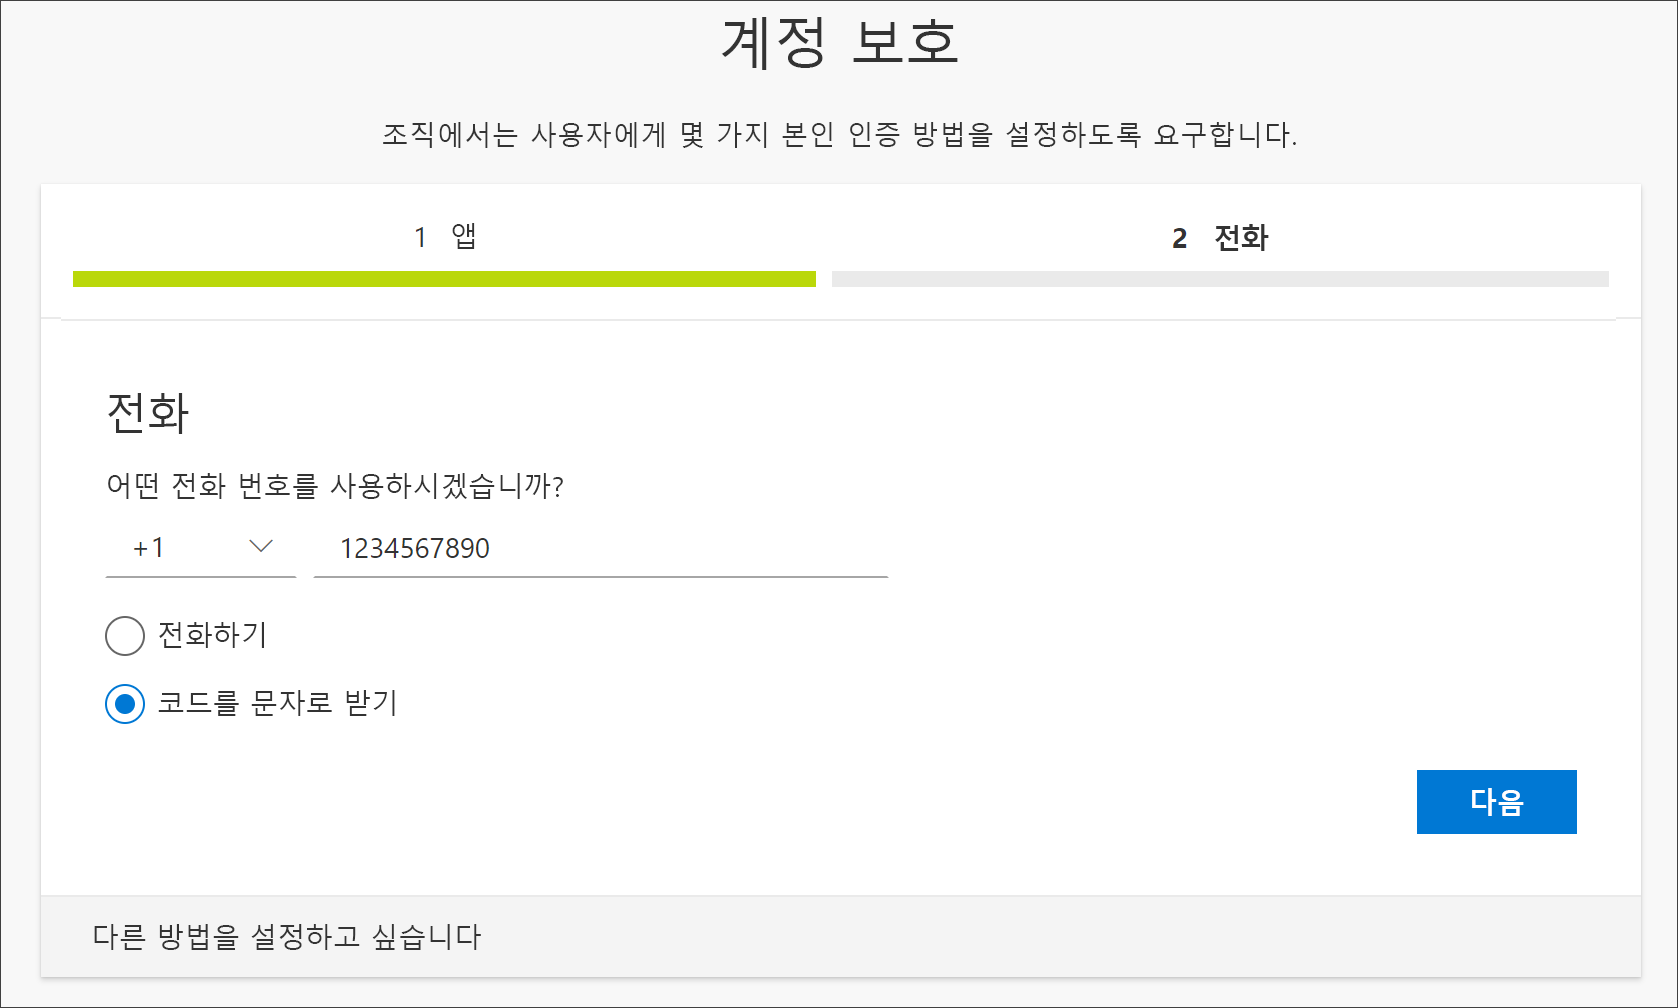 계정 보호
조직에서는 사용자에게 몇 가지 본인 인증 방법을 설정하도록 요구합니다.
1 앱
2 전화
전화
어떤 전화 번호를 사용하시겠습니까?
+1 1234567890
전화하기
코드를 문자로 받기
다음
다른 방법을 설정하고 싶습니다